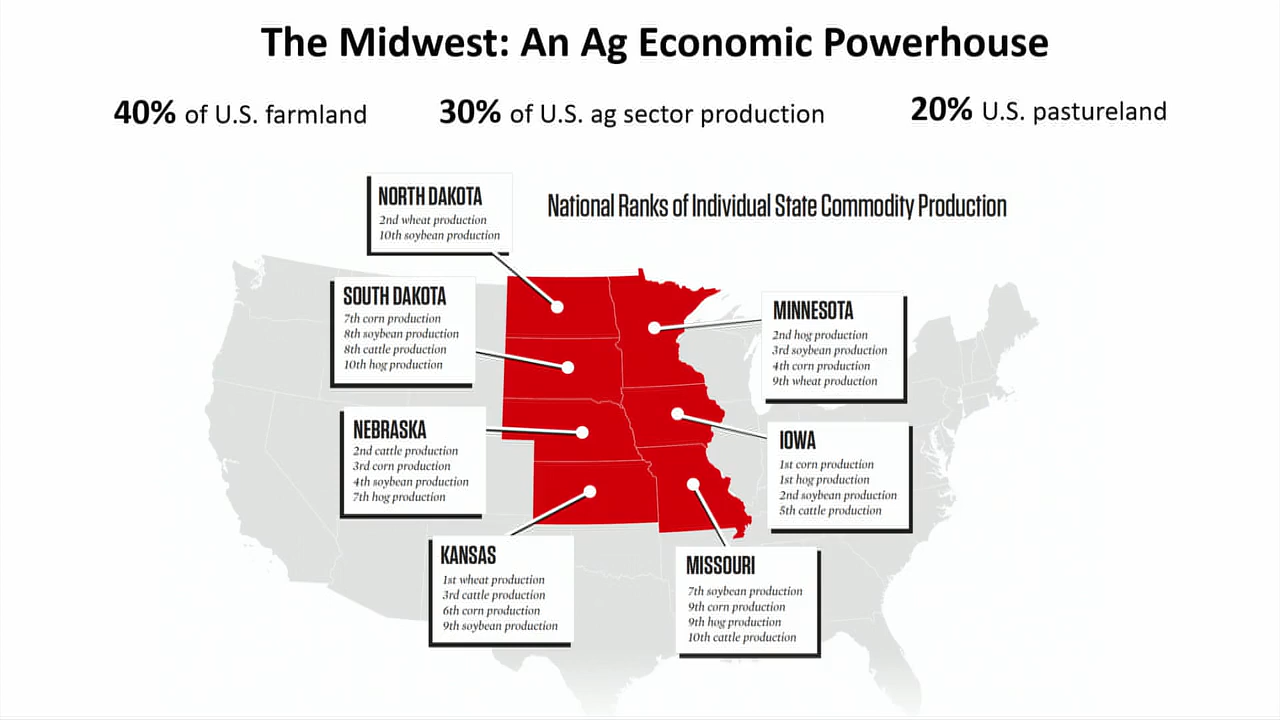 The Midwest: An Ag Economic Powerhouse
40% of U.S. farmland
30% of U.S. ag sector production
20% U.S. pastureland
National Ranks of Individual State Commodity Production
NORTH DAKOTA
2nd wheat production
10th soybean production
SOUTH DAKOTA
7th corn production
8th soybean production
8th cattle production
10th hog production
NEBRASKA
2nd cattle production
3rd corn production
4th soybean production
7th hog production
KANSAS
1st wheat production
3rd cattle production
6th corn production
9th soybean production
MINNESOTA
2nd hog production
3rd soybean production
4th corn production
9th wheat production
IOWA
1st corn production
1st hog production
2nd soybean production
5th cattle production
MISSOURI
7th soybean production
9th corn production
9th hog production
10th cattle production